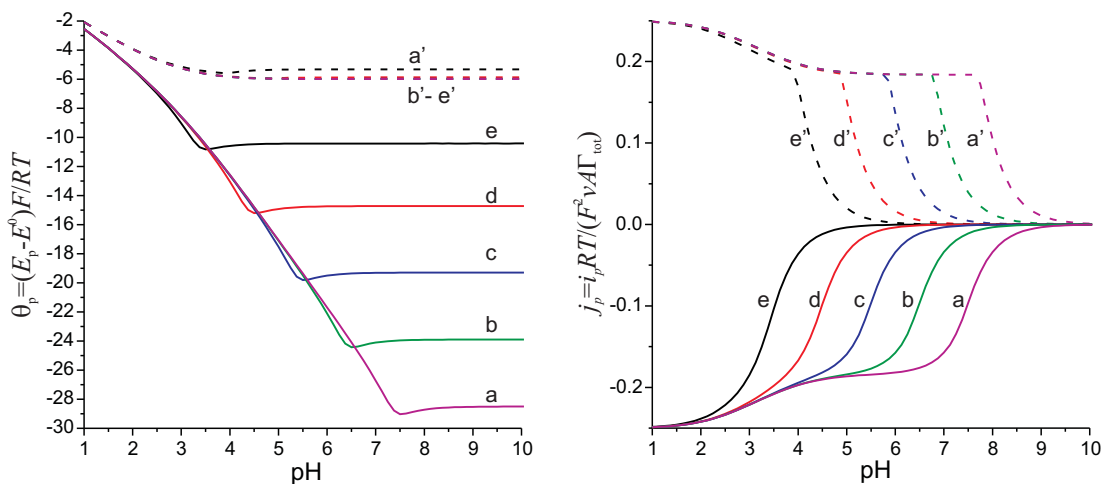 θp=(Ep-E0)F/RT
-2
-4
-6
-8
-10
-12
-14
-16
-18
-20
-22
-24
-26
-28
-30
a’
b’- e’
e
d
c
b
a
1 2 3 4 5 6 7 8 9 10
pH
jp=ipRT/(F2νAΓtot)
0.2
0.1
0.0
-0.1
-0.2
e’ d’ c’ b’ a’
e d c b a
1 2 3 4 5 6 7 8 9 10
pH